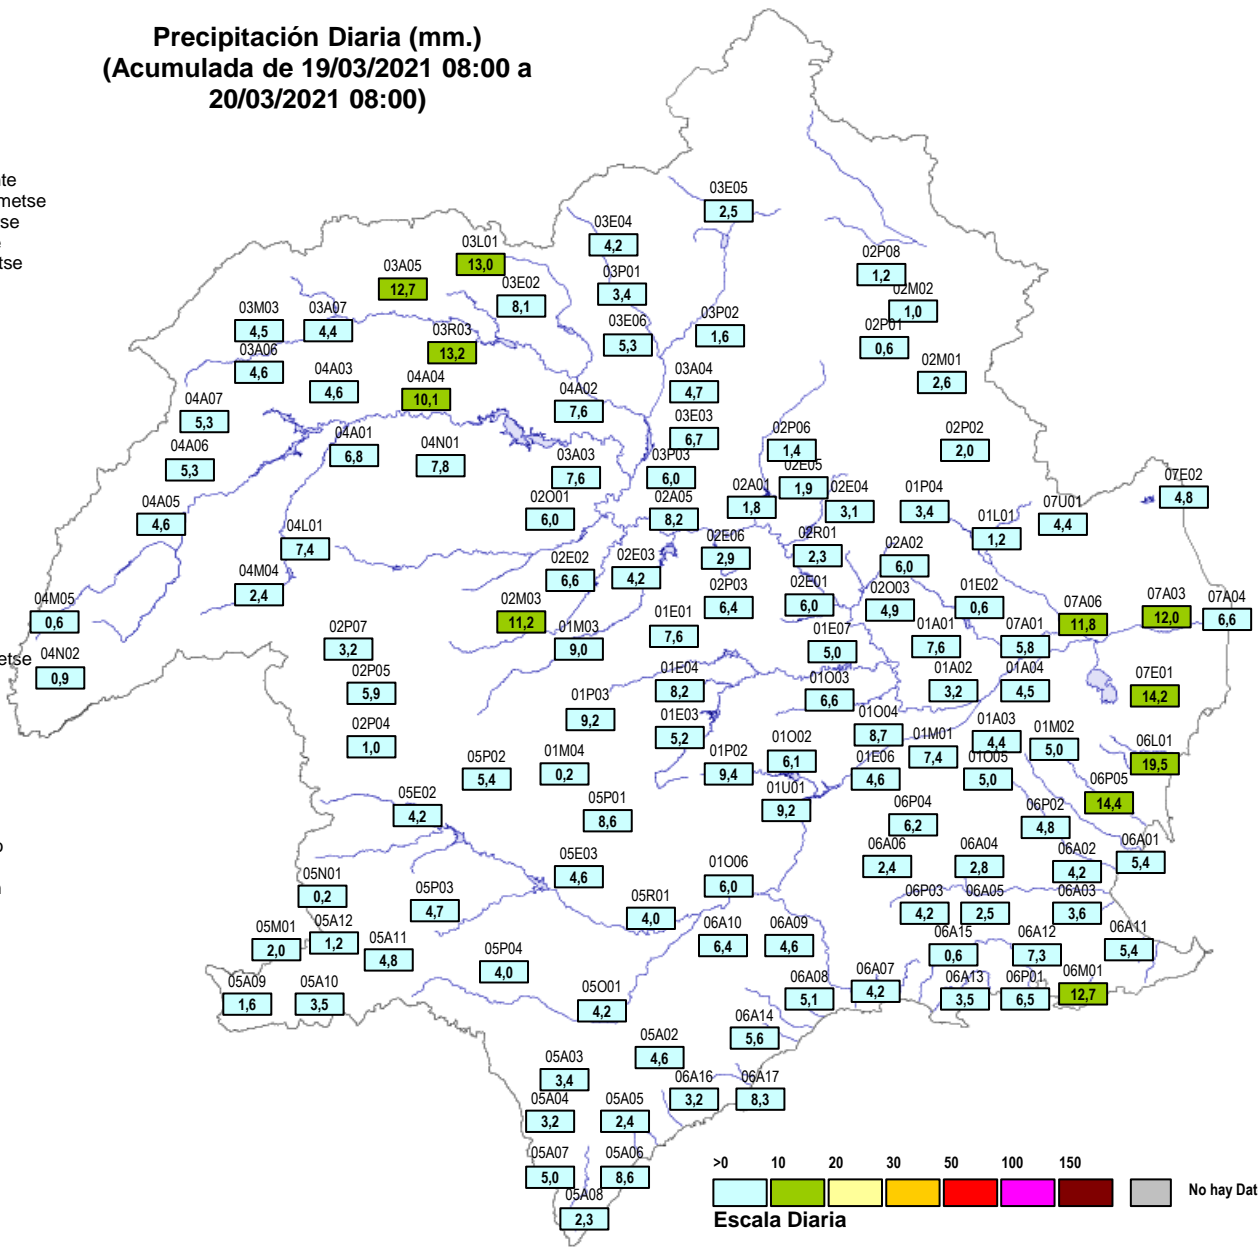 Precipitación Diaria (mm.)
(Acumulada de 19/03/2021 08:00 a
20/03/2021 08:00)
te
metse
se
e
tse
etse
o
n
03E05
2,5
03E04
4,2
03L01
13,0
03A05
12,7
03E02
8,1
03P01
3,4
02P08
1,2
02M02
1,0
03M03
4,5
03A07
4,4
03R03
13,2
03E06
5,3
03P02
1,6
02P01
0,6
03A06
4,6
04A03
4,6
04A04
10,1
03A04
4,7
02M01
2,6
04A07
5,3
04A02
7,6
03E03
6,7
04A01
6,8
04N01
7,8
02P06
1,4
02P02
2,0
04A06
5,3
03A03
7,6
03P03
6,0
02E05
1,9
07E02
4,8
04A05
4,6
02O01
6,0
02A05
8,2
02A01
1,8
02E04
3,1
01P04
3,4
07U01
4,4
01L01
1,2
04L01
7,4
02E06
2,9
02R01
2,3
02A02
6,0
04M04
2,4
02E02
6,6
02E03
4,2
04M05
0,6
02M03
11,2
02P03
6,4
02E01
6,0
02O03
4,9
01E02
0,6
07A06
11,8
07A03
12,0
07A04
6,6
01E01
7,6
02P07
3,2
01M03
9,0
01E07
5,0
01A01
7,6
07A01
5,8
04N02
0,9
02P05
5,9
01E04
8,2
01O03
6,6
01A02
3,2
01A04
4,5
07E01
14,2
01P03
9,2
02P04
1,0
01E03
5,2
01O04
8,7
01A03
4,4
01M02
5,0
01M01
7,4
06L01
19,5
05P02
5,4
01M04
0,2
01P02
9,4
01O02
6,1
01E06
4,6
01O05
5,0
06P05
14,4
05E02
4,2
05P01
8,6
01U01
9,2
06P04
6,2
06P02
4,8
06A01
5,4
05E03
4,6
01O06
6,0
06A06
2,4
06A04
2,8
06A02
4,2
05N01
0,2
05P03
4,7
05R01
4,0
06P03
4,2
06A05
2,5
06A03
3,6
05M01
2,0
05A12
1,2
05A11
4,8
06A10
6,4
06A09
4,6
06A15
0,6
06A12
7,3
06A11
5,4
05P04
4,0
05A09
1,6
05A10
3,5
05O01
4,2
06A08
5,1
06A07
4,2
06A13
3,5
06P01
6,5
06M01
12,7
06A14
5,6
05A02
4,6
05A03
3,4
06A16
3,2
06A17
8,3
05A04
3,2
05A05
2,4
05A07
5,0
05A06
8,6
05A08
2,3
>0 10 20 30 50 100 150
No hay Dat
Escala Diaria